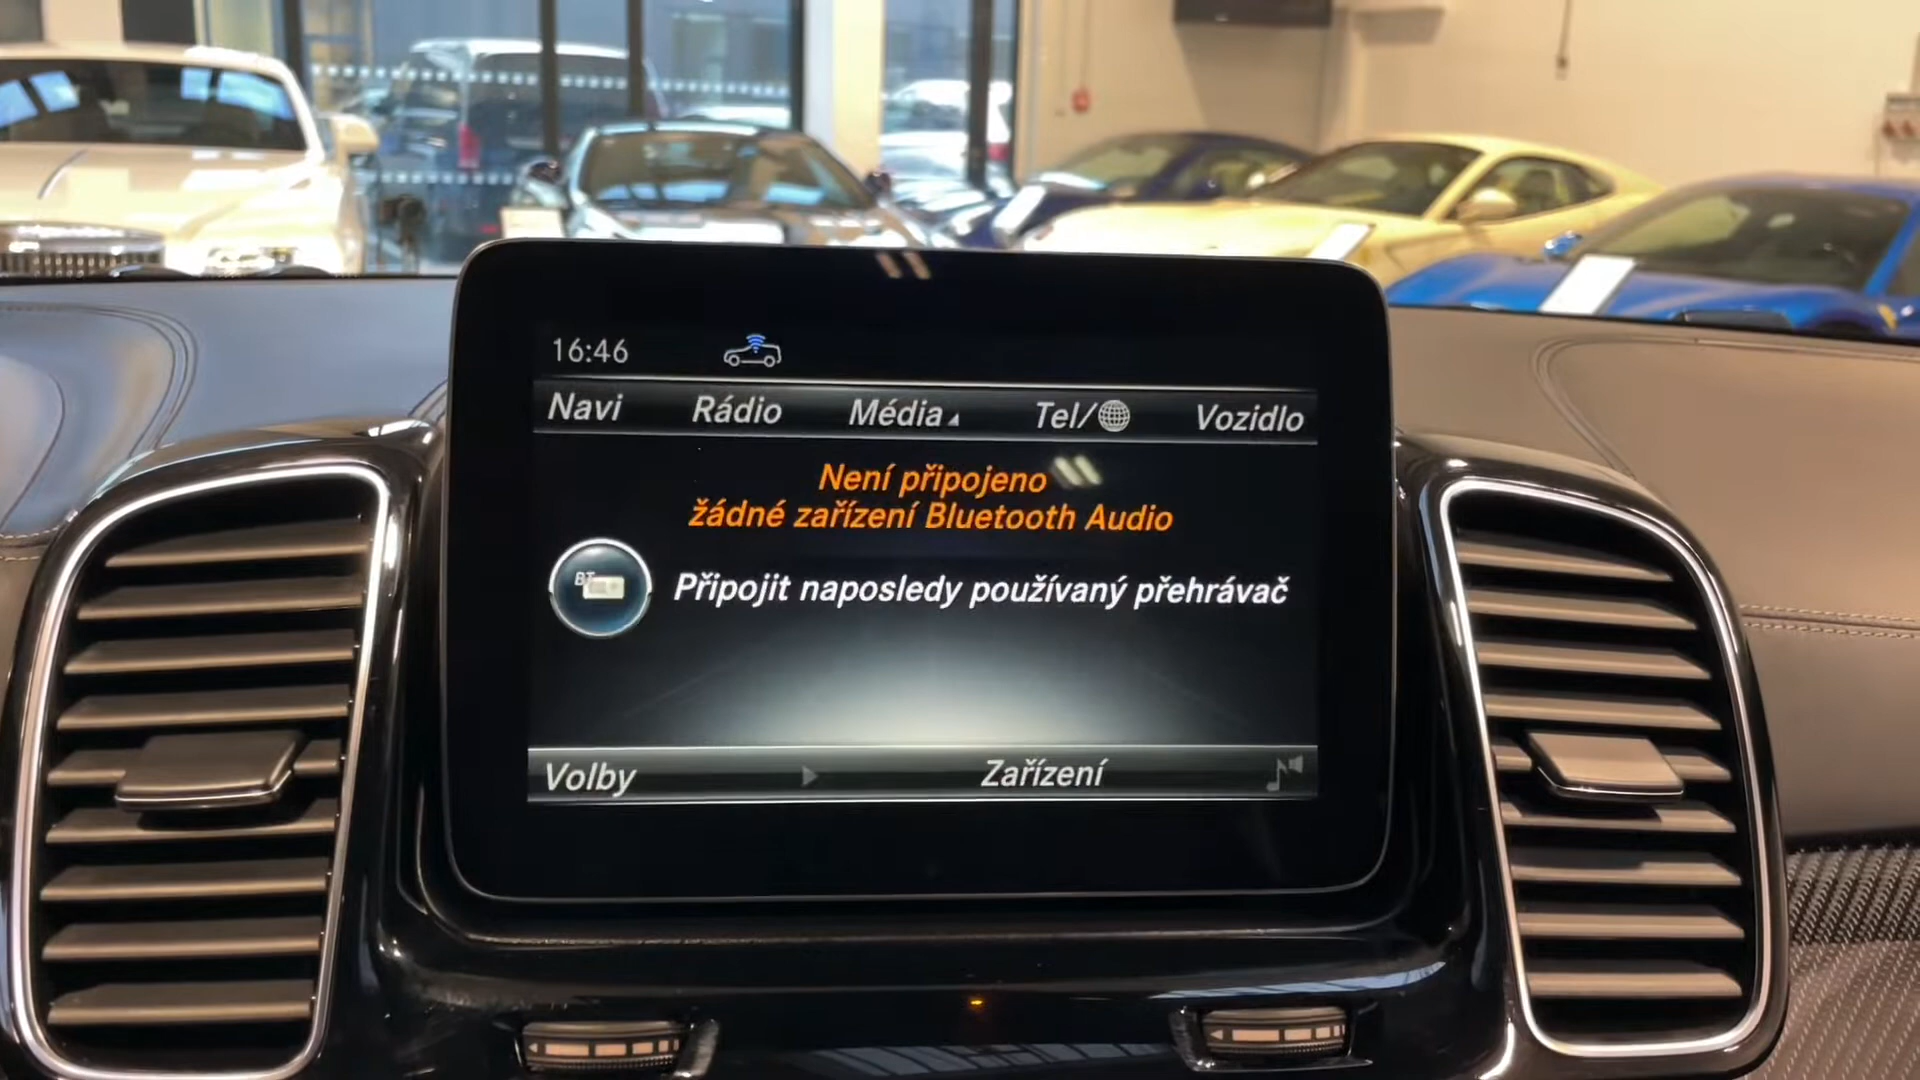 16:46
Navi Rádio Média Tel/ Vozidlo
Není připojeno
žádné zařízení Bluetooth Audio
BT
Připojit naposledy používaný přehrávač
Volby Zařízení